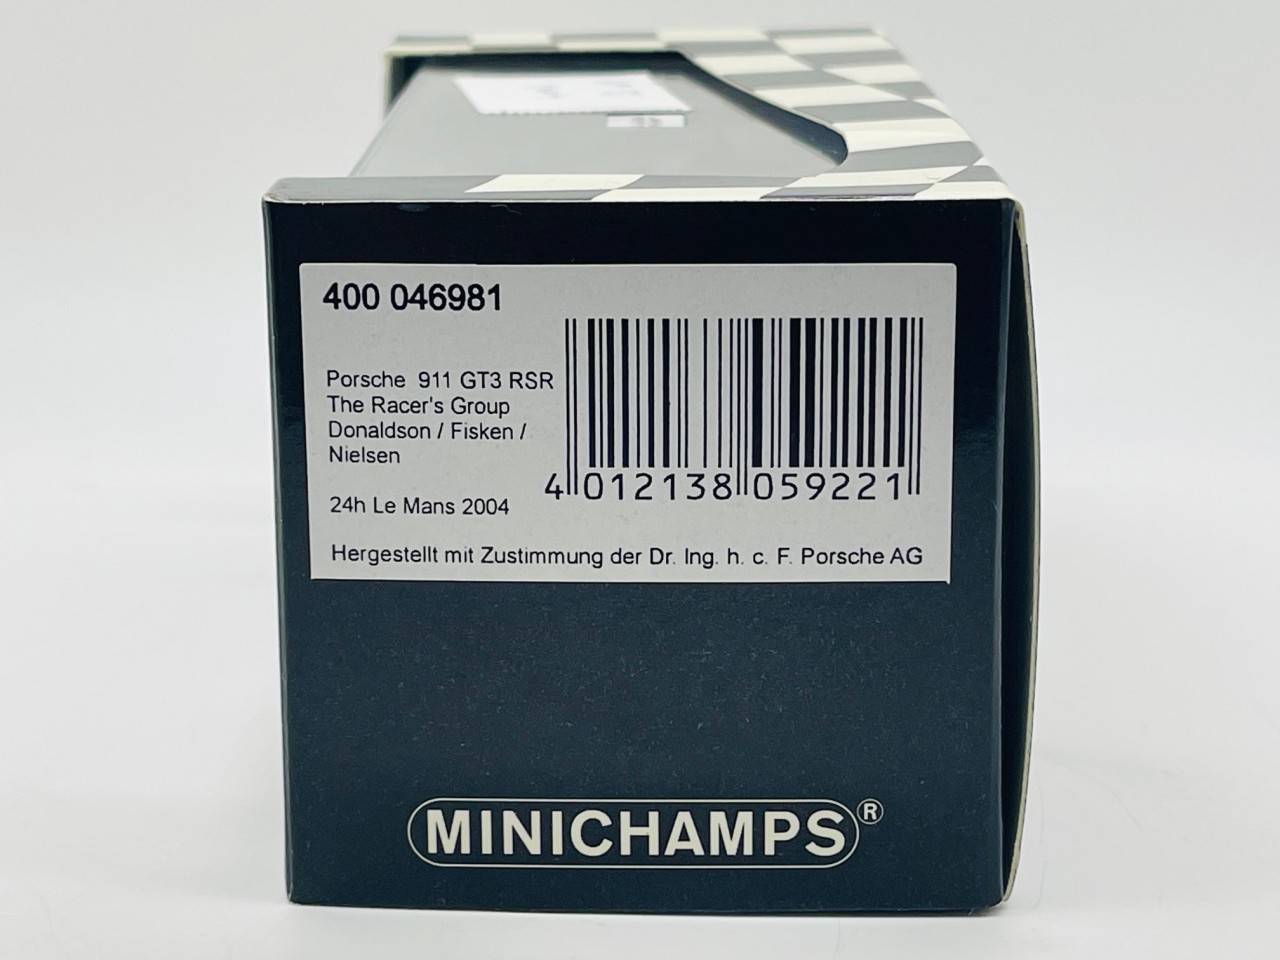 400 046981
Porsche 911 GT3 RSR
The Racer's Group
Donaldson / Fisken /
Nielsen
24h Le Mans 2004
4 012138 059221
Hergestellt mit Zustimmung der Dr. Ing. h. c. F. Porsche AG
MINICHAMPS®